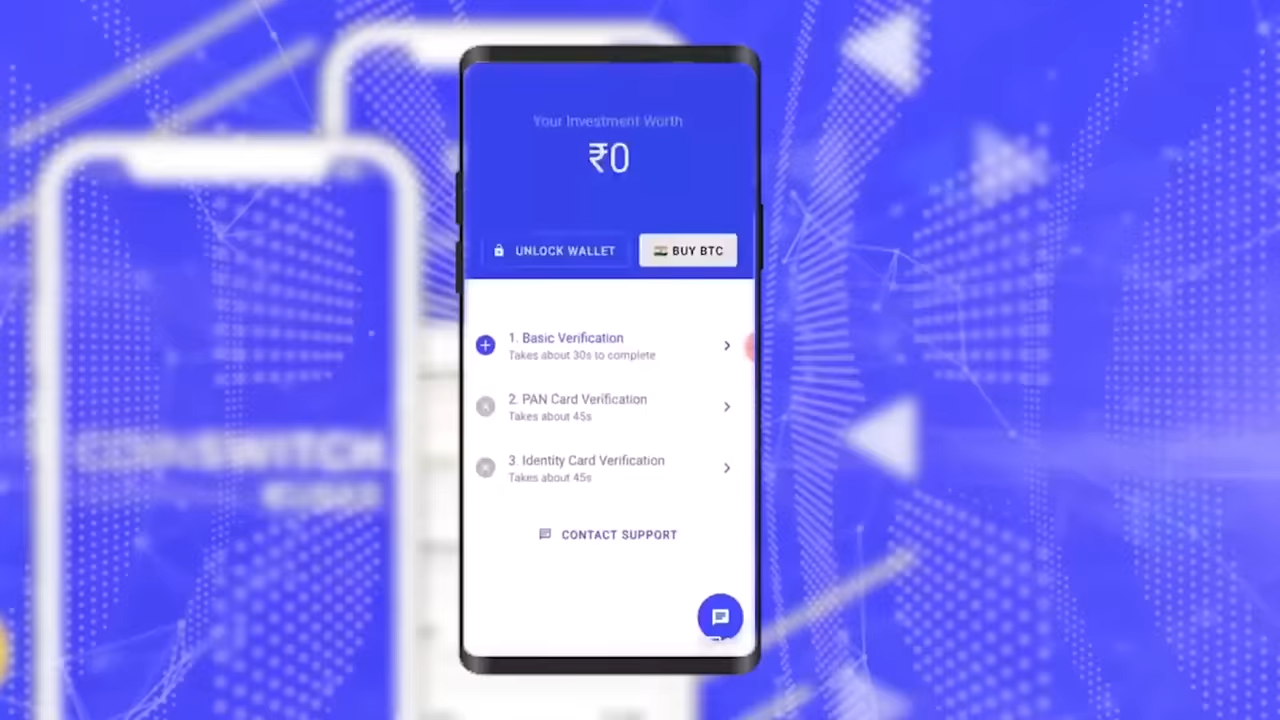 Your Investment Worth
₹0
UNLOCK WALLET
BUY BTC
1. Basic Verification
Takes about 30s to complete
2. PAN Card Verification
Takes about 45s
3. Identity Card Verification
Takes about 45s
CONTACT SUPPORT
COINSWITCH